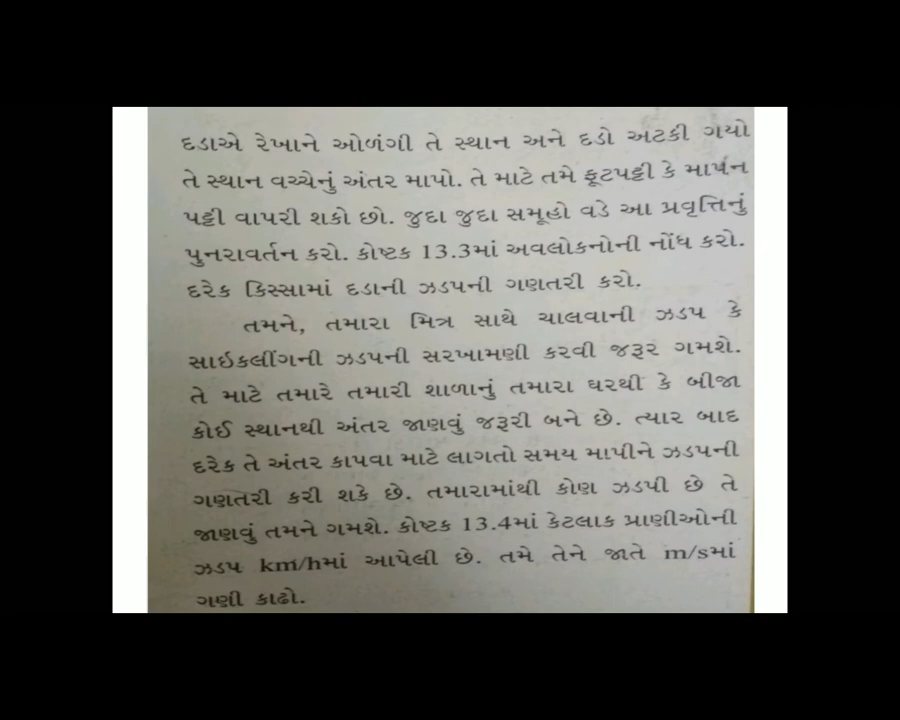 દડાએ રેખાને ઓળંગી તે સ્થાન અને દડો અટકી ગયો
તે સ્થાન વચ્ચેનું અંતર માપો. તે માટે તમે ફૂટપટ્ટી કે માપન
પટ્ટી વાપરી શકો છો. જુદા જુદા સમૂહો વડે આ પ્રવૃત્તિનું
પુનરાવર્તન કરો. કોષ્ટક 13.3માં અવલોકનોની નોંધ કરો.
દરેક કિસ્સામાં દડાની ઝડપની ગણતરી કરો.
તમને, તમારા મિત્ર સાથે ચાલવાની ઝડપ કે
સાઈકલીંગની ઝડપની સરખામણી કરવી જરૂર ગમશે.
તે માટે તમારે તમારી શાળાનું તમારા ઘરથી કે બીજા
કોઈ સ્થાનથી અંતર જાણવું જરૂરી બને છે. ત્યાર બાદ
દરેક તે અંતર કાપવા માટે લાગતો સમય માપીને ઝડપની
ગણતરી કરી શકે છે. તમારામાંથી કોણ ઝડપી છે તે
જાણવું તમને ગમશે. કોષ્ટક 13.4માં કેટલાક પ્રાણીઓની
ઝડપ km/hમાં આપેલી છે. તમે તેને જાતે m/sમાં
ગણી કાઢો.